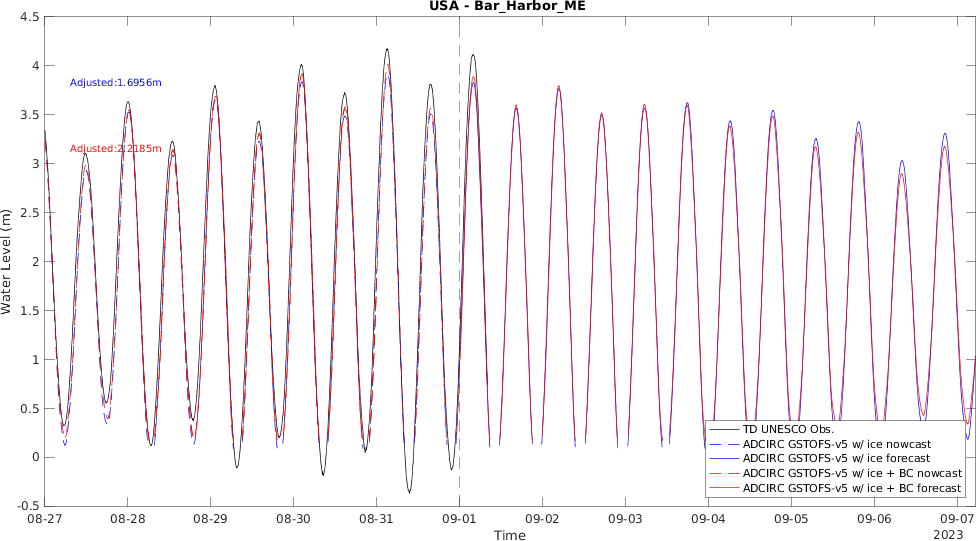 USA - Bar_Harbor_ME
4.5
4
3.5
3
2.5
2
1.5
1
0.5
0
-0.5
Water Level (m)
Adjusted:1.6956m
Adjusted:2.2185m
TD UNESCO Obs.
ADCIRC GSTOFS-v5 w/ ice nowcast
ADCIRC GSTOFS-v5 w/ ice forecast
ADCIRC GSTOFS-v5 w/ ice + BC nowcast
ADCIRC GSTOFS-v5 w/ ice + BC forecast
08-27 08-28 08-29 08-30 08-31 09-01 09-02 09-03 09-04 09-05 09-06 09-07
Time
2023